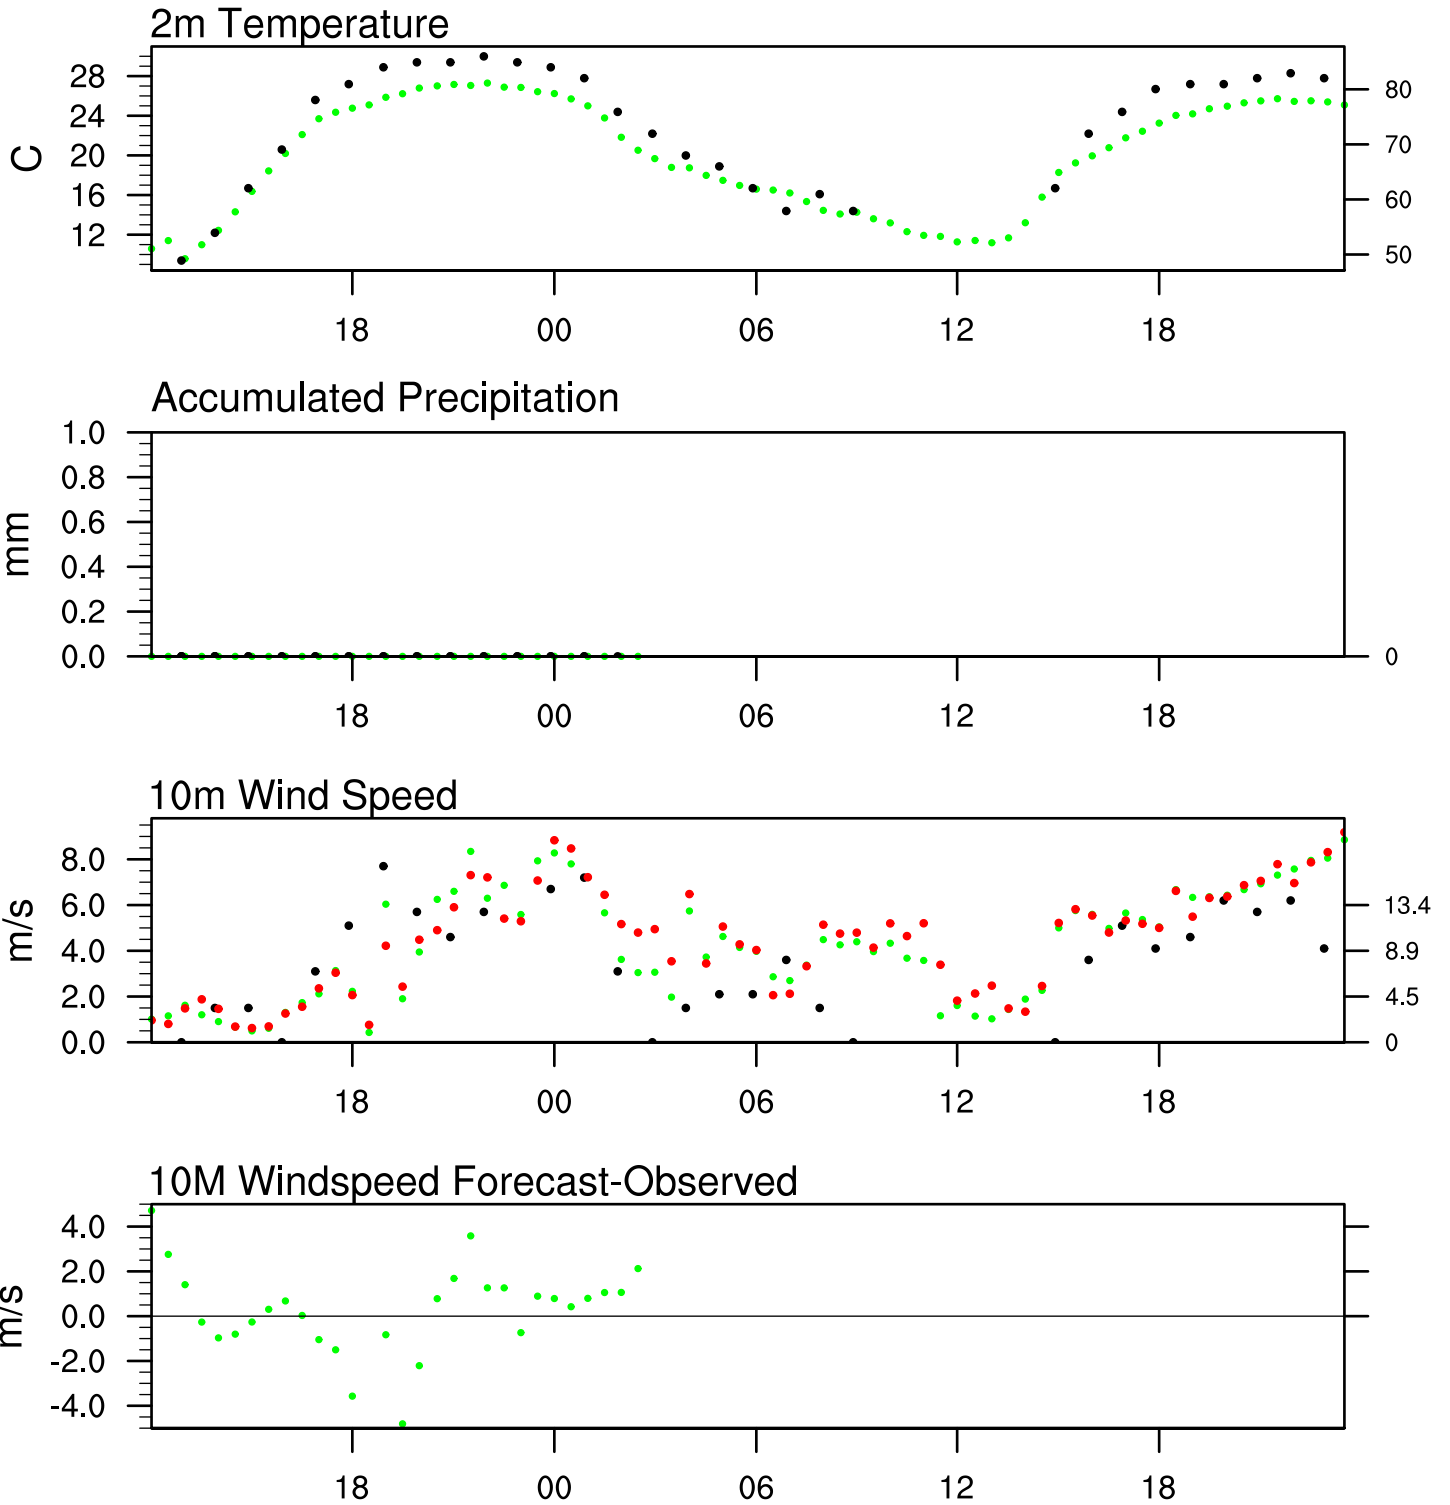 2m Temperature
28
24
20
16
12
C
80
70
60
50
18 00 06 12 18
Accumulated Precipitation
1.0
0.8
0.6
0.4
0.2
0.0
mm
0
18 00 06 12 18
10m Wind Speed
8.0
6.0
4.0
2.0
0.0
m/s
13.4
8.9
4.5
0
18 00 06 12 18
10M Windspeed Forecast-Observed
4.0
2.0
0.0
-2.0
-4.0
m/s
18 00 06 12 18